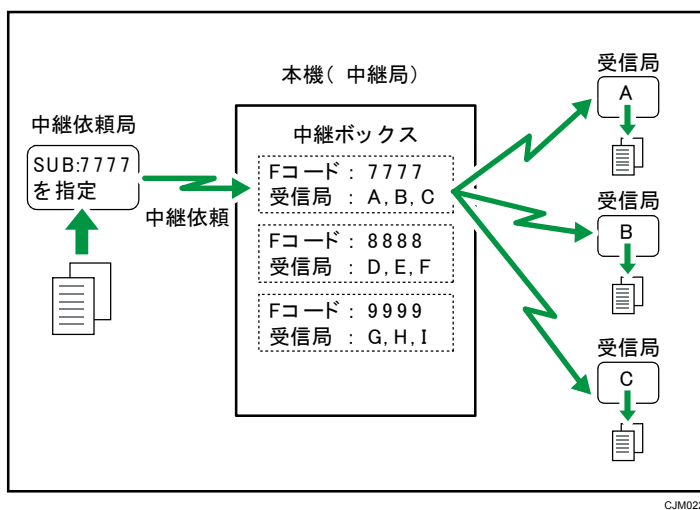 本機(中継局)
中継依頼局
SUB:7777
を指定
中継依頼
中継ボックス
Fコード:7777
受信局:A,B,C
Fコード:8888
受信局:D,E,F
Fコード:9999
受信局:G,H,I
受信局
A
受信局
B
受信局
C